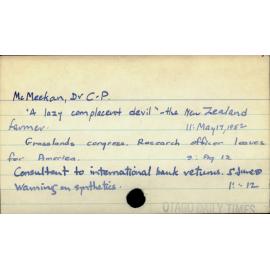 McMeekan, Dr C.P.
'A lazy complacent devil' - the New Zealand
farmer. 11: May 17, 1952
Grasslands congress. Research officer leaves
for America. 9: Aug 12
Consultant to international bank returns. 5 June
Warning on synthetics. 1: -12
OTAGO DAILY TIMES